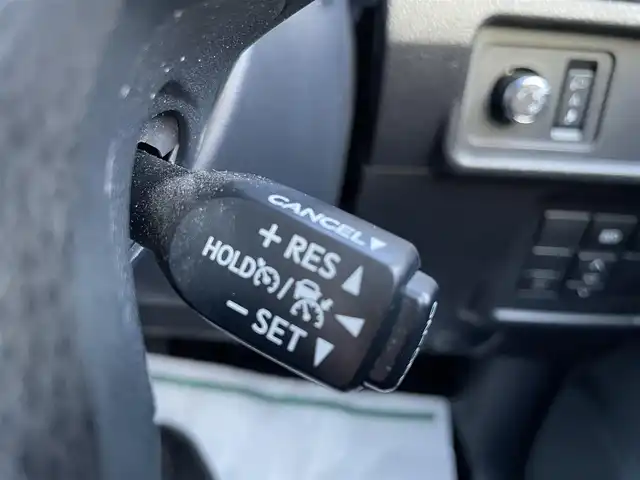 CANCEL▼
+ RES ▲
HOLD /
− SET ▼